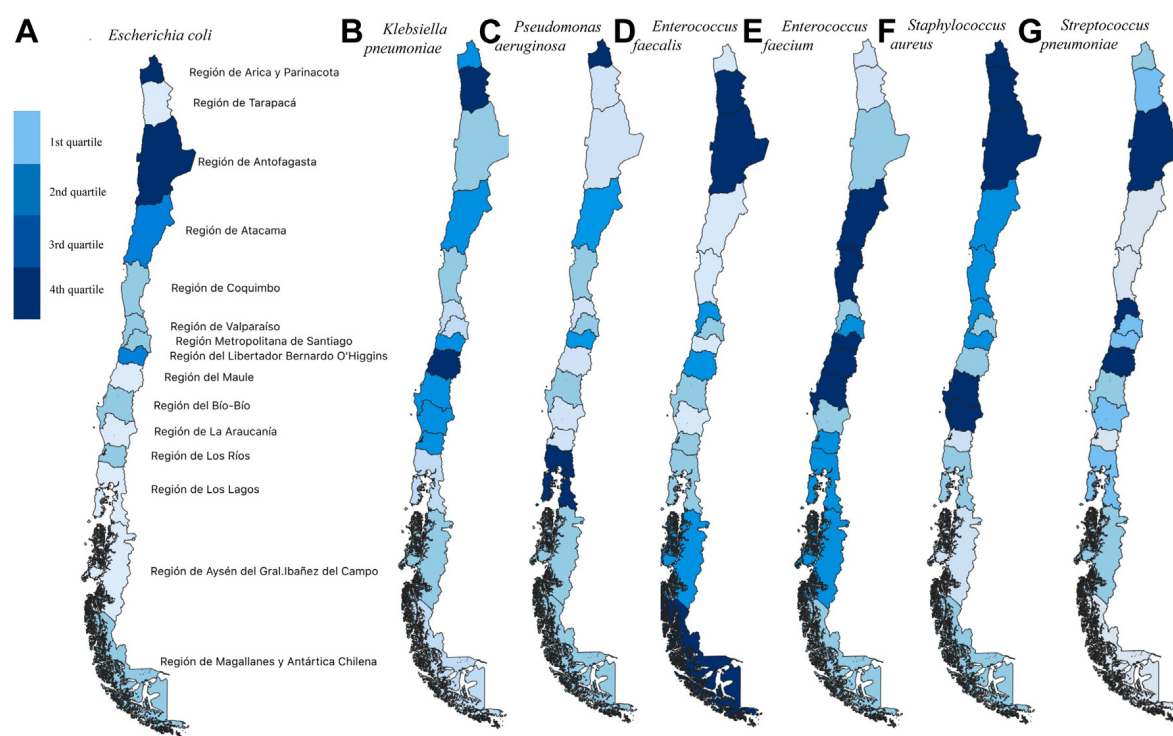 A
Escherichia coli
B
Klebsiella
pneumoniae
C
Pseudomonas
aeruginosa
D
Enterococcus
faecalis
E
Enterococcus
faecium
F
Staphylococcus
aureus
G
Streptococcus
pneumoniae
1st quartile
2nd quartile
3rd quartile
4th quartile
Región de Arica y Parinacota
Región de Tarapacá
Región de Antofagasta
Región de Atacama
Región de Coquimbo
Región de Valparaíso
Región Metropolitana de Santiago
Región del Libertador Bernardo O'Higgins
Región del Maule
Región del Bío-Bío
Región de La Araucanía
Región de Los Ríos
Región de Los Lagos
Región de Aysén del Gral.Ibañez del Campo
Región de Magallanes y Antártica Chilena